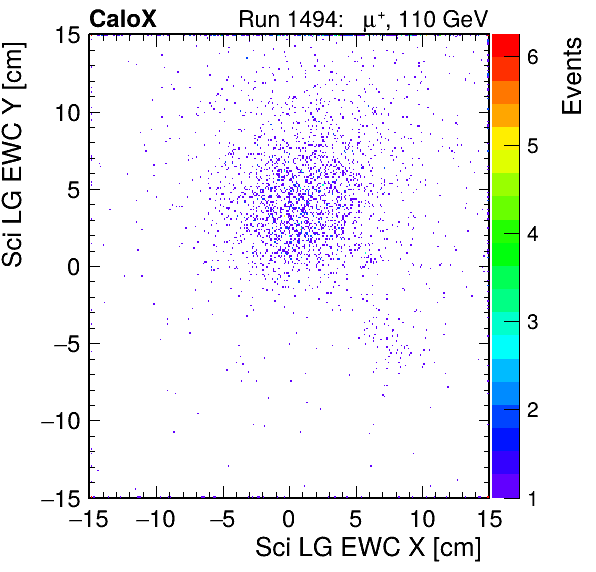 CaloX Run 1494: μ⁺, 110 GeV
Sci LG EWC Y [cm]
15
10
5
0
−5
−10
−15
−15 −10 −5 0 5 10 15
Sci LG EWC X [cm]
Events
6
5
4
3
2
1